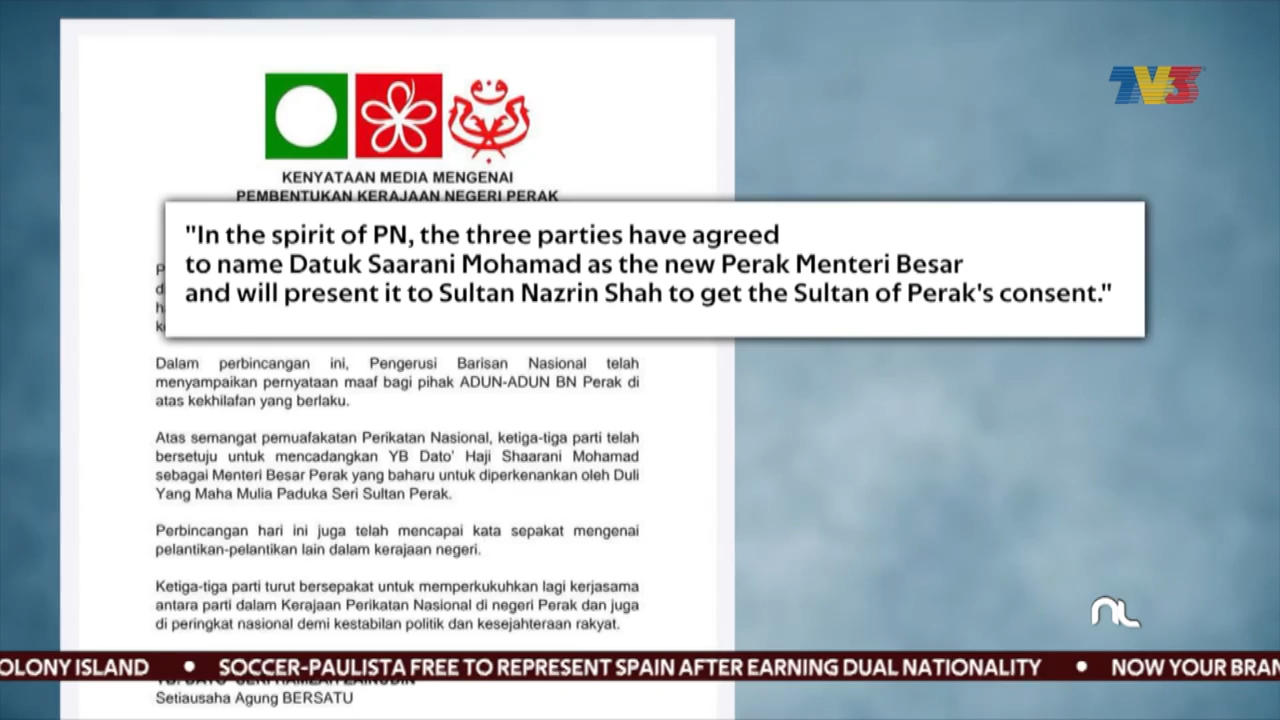 TV3
KENYATAAN MEDIA MENGENAI
PEMBENTUKAN KERAJAAN NEGERI PERAK
"In the spirit of PN, the three parties have agreed
to name Datuk Saarani Mohamad as the new Perak Menteri Besar
and will present it to Sultan Nazrin Shah to get the Sultan of Perak's consent."
Dalam perbincangan ini, Pengerusi Barisan Nasional telah
menyampaikan pernyataan maaf bagi pihak ADUN-ADUN BN Perak di
atas kekhilafan yang berlaku.
Atas semangat pemuafakatan Perikatan Nasional, ketiga-tiga parti telah
bersetuju untuk mencadangkan YB Dato' Haji Shaarani Mohamad
sebagai Menteri Besar Perak yang baharu untuk diperkenankan oleh Duli
Yang Maha Mulia Paduka Seri Sultan Perak.
Perbincangan hari ini juga telah mencapai kata sepakat mengenai
pelantikan-pelantikan lain dalam kerajaan negeri.
Ketiga-tiga parti turut bersepakat untuk memperkukuhkan lagi kerjasama
antara parti dalam Kerajaan Perikatan Nasional di negeri Perak dan juga
di peringkat nasional demi kestabilan politik dan kesejahteraan rakyat.
NL
OLONY ISLAND • SOCCER-PAULISTA FREE TO REPRESENT SPAIN AFTER EARNING DUAL NATIONALITY • NOW YOUR BRAN
Setiausaha Agung BERSATU